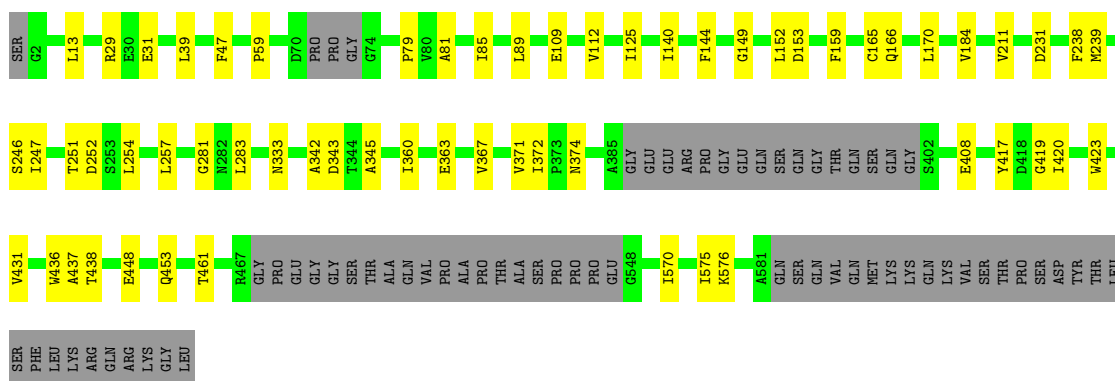 SER G2 L13 R29 E30 E31 L39 F47 P59 D70 PRO PRO GLY G74 P79 V80 A81 I85 L89 E109 V112 I125 I140 F144 G149 L152 D153 F159 C165 Q166 L170 V184 V211 D231 F238 M239
S246 I247 T251 D252 S253 L254 L257 G281 N282 L283 N333 A342 D343 T344 A345 I360 E363 V367 V371 I372 P373 N374 A385 GLY GLU GLU ARG PRO GLY GLU GLN SER GLN GLY THR GLN SER GLN GLY S402 E408 Y417 D418 G419 I420 W423
V431 W436 A437 T438 E448 Q453 T461 R467 GLY PRO GLU GLY GLY SER THR ALA GLN VAL PRO ALA PRO THR ALA SER PRO PRO PRO GLU G548 I570 I575 K576 A581 GLN SER GLN VAL GLN MET LYS LYS GLN LYS VAL SER THR PRO SER ASP TYR THR LEU
SER PHE LEU LYS ARG GLN ARG LYS GLY LEU